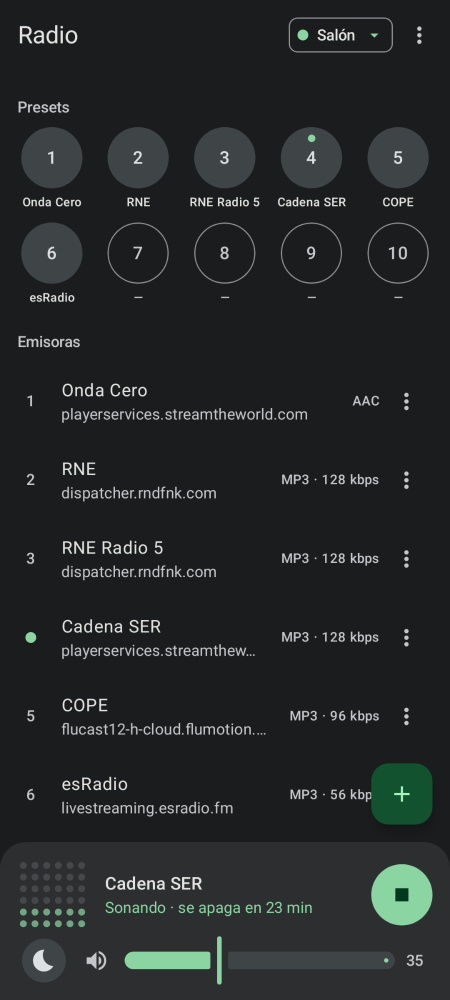 Radio
Salón
Presets
1 2 3 4 5
Onda Cero RNE RNE Radio 5 Cadena SER COPE
6 7 8 9 10
esRadio – – – –
Emisoras
1 Onda Cero AAC
playerservices.streamtheworld.com
2 RNE MP3 · 128 kbps
dispatcher.rndfnk.com
3 RNE Radio 5 MP3 · 128 kbps
dispatcher.rndfnk.com
Cadena SER MP3 · 128 kbps
playerservices.streamthew...
5 COPE MP3 · 96 kbps
flucast12-h-cloud.flumotion....
6 esRadio MP3 · 56 kbp
livestreaming.esradio.fm
Cadena SER
Sonando · se apaga en 23 min
35